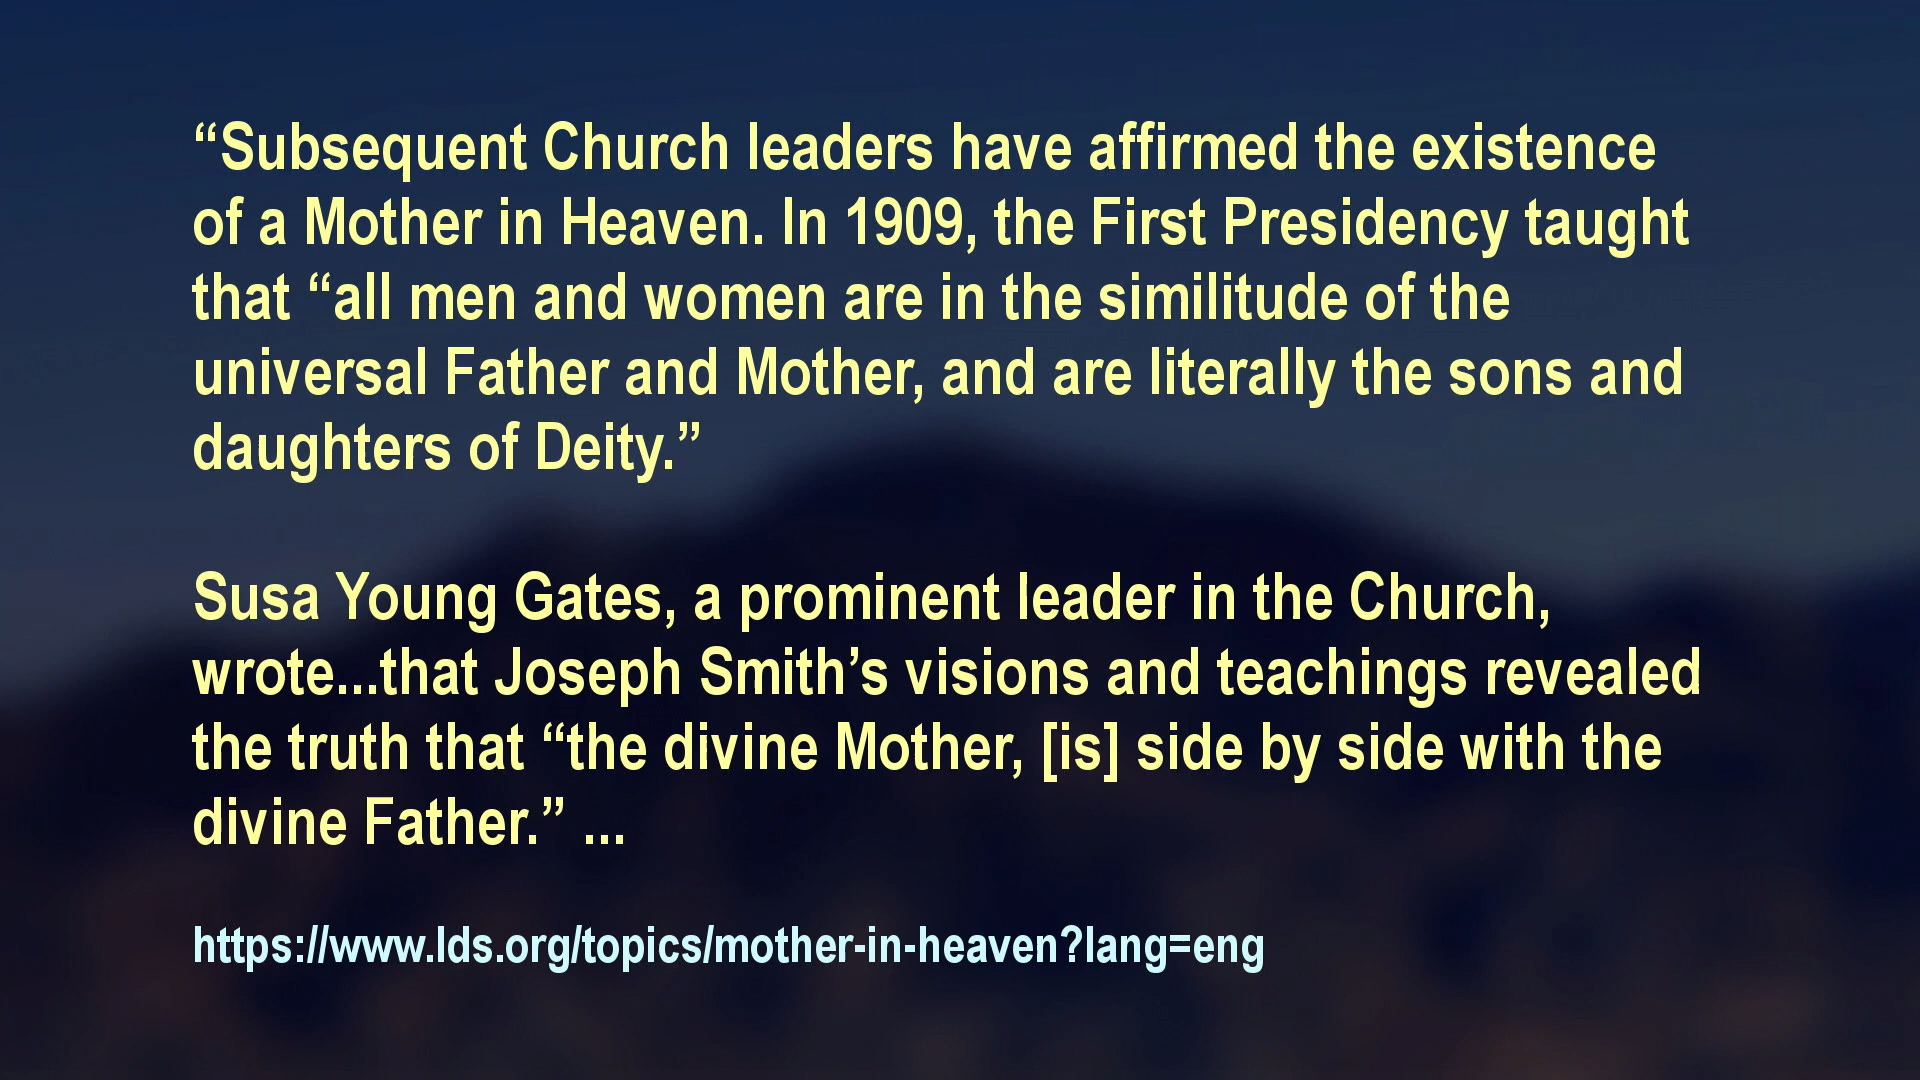 “Subsequent Church leaders have affirmed the existence
of a Mother in Heaven. In 1909, the First Presidency taught
that “all men and women are in the similitude of the
universal Father and Mother, and are literally the sons and
daughters of Deity.”
Susa Young Gates, a prominent leader in the Church,
wrote...that Joseph Smith’s visions and teachings revealed
the truth that “the divine Mother, [is] side by side with the
divine Father.” ...
https://www.lds.org/topics/mother-in-heaven?lang=eng